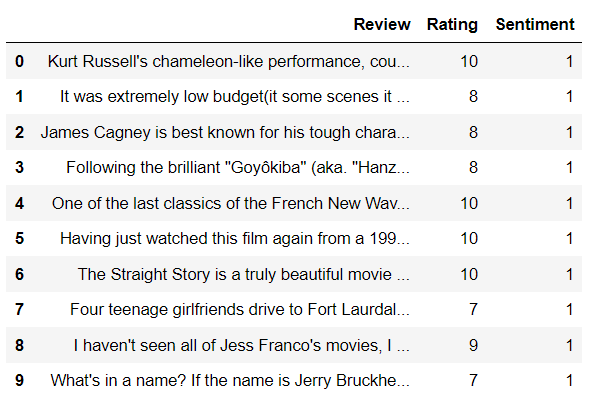 Review Rating Sentiment
0 Kurt Russell's chameleon-like performance, cou... 10 1
1 It was extremely low budget(it some scenes it ... 8 1
2 James Cagney is best known for his tough chara... 8 1
3 Following the brilliant "Goyôkiba" (aka. "Hanz... 8 1
4 One of the last classics of the French New Wav... 10 1
5 Having just watched this film again from a 199... 10 1
6 The Straight Story is a truly beautiful movie ... 10 1
7 Four teenage girlfriends drive to Fort Laurdal... 7 1
8 I haven't seen all of Jess Franco's movies, I ... 9 1
9 What's in a name? If the name is Jerry Bruckhe... 7 1